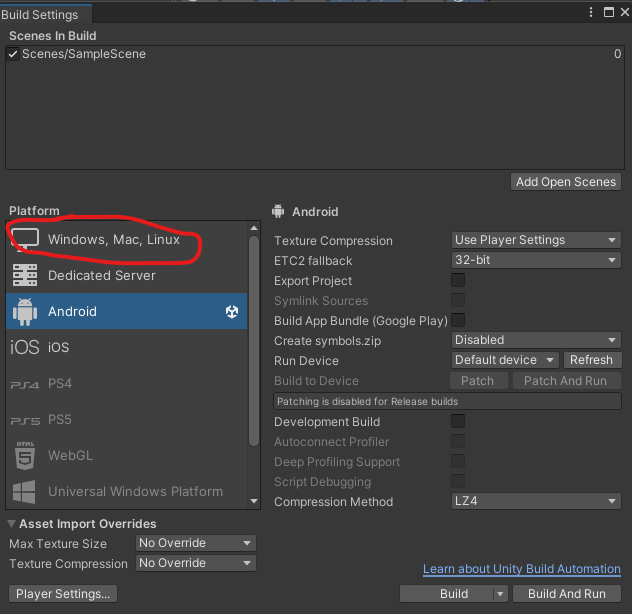 Build Settings
Scenes In Build
Scenes/SampleScene 0
Add Open Scenes
Platform
Windows, Mac, Linux
Dedicated Server
Android
iOS iOS
PS4 PS4
PS5 PS5
HTML WebGL
Universal Windows Platform
Android
Texture Compression Use Player Settings
ETC2 fallback 32-bit
Export Project
Symlink Sources
Build App Bundle (Google Play)
Create symbols.zip Disabled
Run Device Default device Refresh
Build to Device Patch Patch And Run
Patching is disabled for Release builds
Development Build
Autoconnect Profiler
Deep Profiling Support
Script Debugging
Compression Method LZ4
Asset Import Overrides
Max Texture Size No Override
Texture Compression No Override
Learn about Unity Build Automation
Player Settings... Build Build And Run